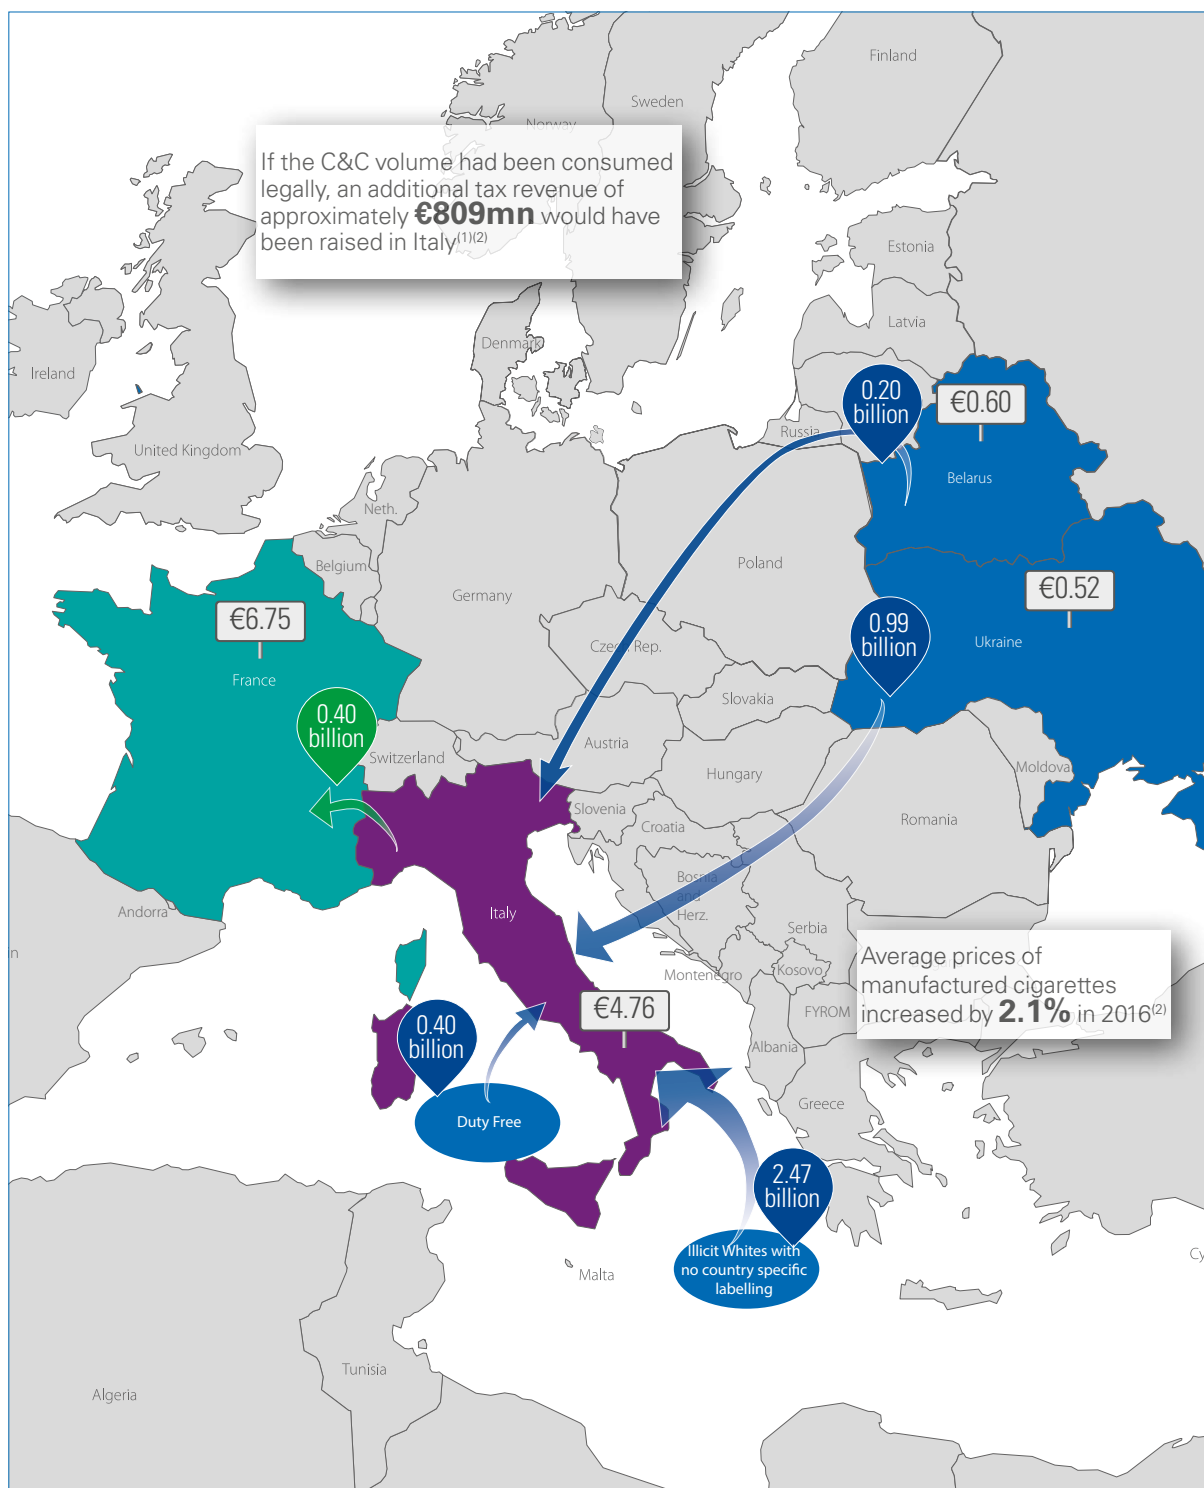 Finland
Sweden
Norway
If the C&C volume had been consumed
legally, an additional tax revenue of
approximately €809mn would have
been raised in Italy(1)(2)
Estonia
Latvia
Denmark
Ireland
0.20
billion
€0.60
Russia
United Kingdom
Belarus
Neth.
Belgium
Poland
€0.52
Germany
€6.75
0.99
billion
Czech Rep.
Ukraine
France
Slovakia
0.40
billion
Austria
Switzerland
Hungary
Moldova
Slovenia
Croatia
Romania
Bosnia
and
Herz.
Andorra
Italy
Serbia
in
Average prices of
manufactured cigarettes
increased by 2.1% in 2016(2)
Montenegro
Kosovo
€4.76
FYROM
0.40
billion
Albania
Greece
Duty Free
2.47
billion
Illicit Whites with
no country specific
labelling
Cy
Malta
Tunisia
Algeria